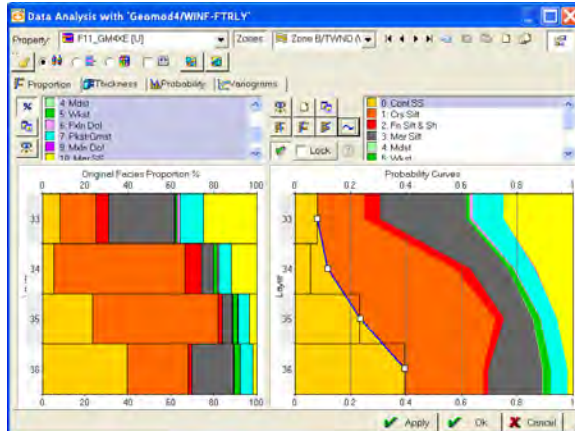 Data Analysis with 'Geomod4/WINF-FTRLY'
Property: F11_GM4XE [U] Zones: Zone B/TWND
Proportion Thickness Probability Variograms
4: Mdst
5: Wkst
6: Fxln Dol
7: Pkst-Grnst
9: Mxln Dol
10: Mar SS
0: Cont SS
1: Crs Silt
2: Fn Silt & Sh
3: Mar Silt
4: Mdst
5: Wkst
% Lock
Original Facies Proportion %
0 20 40 60 80 100
33
34
35
36
0 20 40 60 80 100
Probability Curves
0 0.2 0.4 0.6 0.8 1
Layer
33
34
35
36
0 0.2 0.4 0.6 0.8 1
Apply Ok Cancel